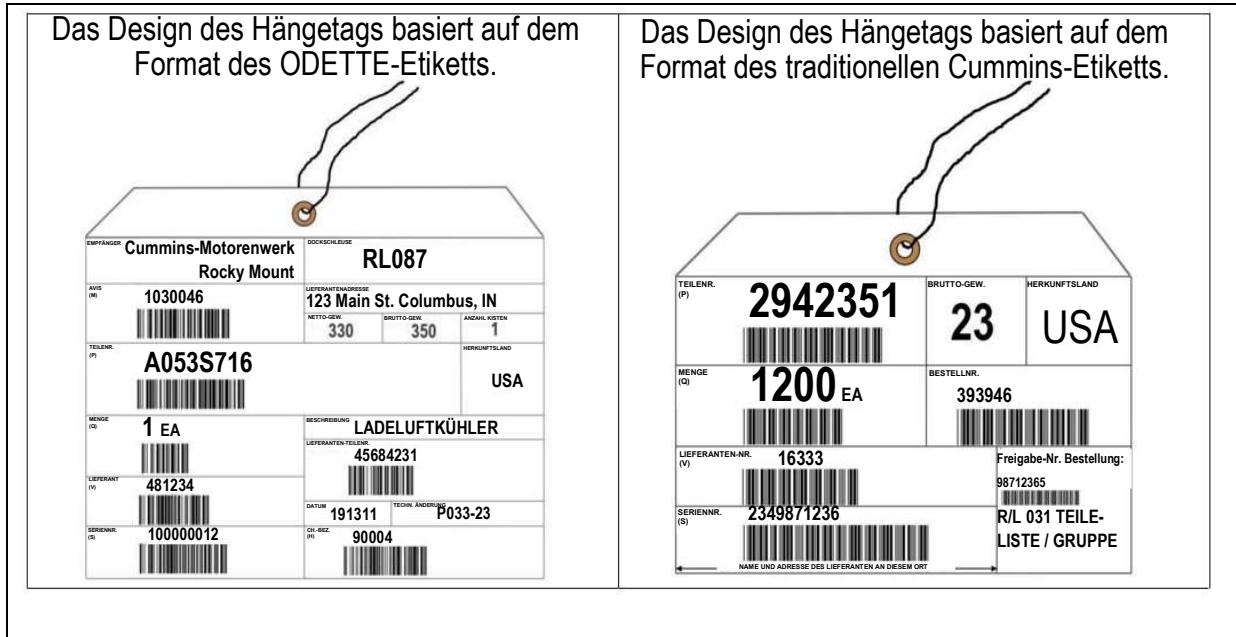 Das Design des Hängetags basiert auf dem
Format des ODETTE-Etiketts.
EMPFÄNGER Cummins-Motorenwerk
Rocky Mount
DOCKSCHLEUSE
RL087
AVIS
(M)
1030046
LIEFERANTENADRESSE
123 Main St. Columbus, IN
NETTO-GEW.
330
BRUTTO-GEW.
350
ANZAHL KISTEN
1
TEILENR.
(P)
A053S716
HERKUNFTSLAND
USA
MENGE
(Q)
1 EA
BESCHREIBUNG LADELUFTKÜHLER
LIEFERANTEN-TEILENR.
45684231
LIEFERANT
(V)
481234
DATUM 191311
TECHN. ÄNDERUNG P033-23
SERIENNR.
(S)
100000012
CH.-BEZ.
(H)
90004
Das Design des Hängetags basiert auf dem
Format des traditionellen Cummins-Etiketts.
TEILENR.
(P)
2942351
BRUTTO-GEW.
23
HERKUNFTSLAND
USA
MENGE
(Q)
1200 EA
BESTELLNR.
393946
LIEFERANTEN-NR.
(V)
16333
Freigabe-Nr. Bestellung:
98712365
SERIENNR.
(S)
2349871236
R/L 031 TEILE-
LISTE / GRUPPE
NAME UND ADRESSE DES LIEFERANTEN AN DIESEM ORT